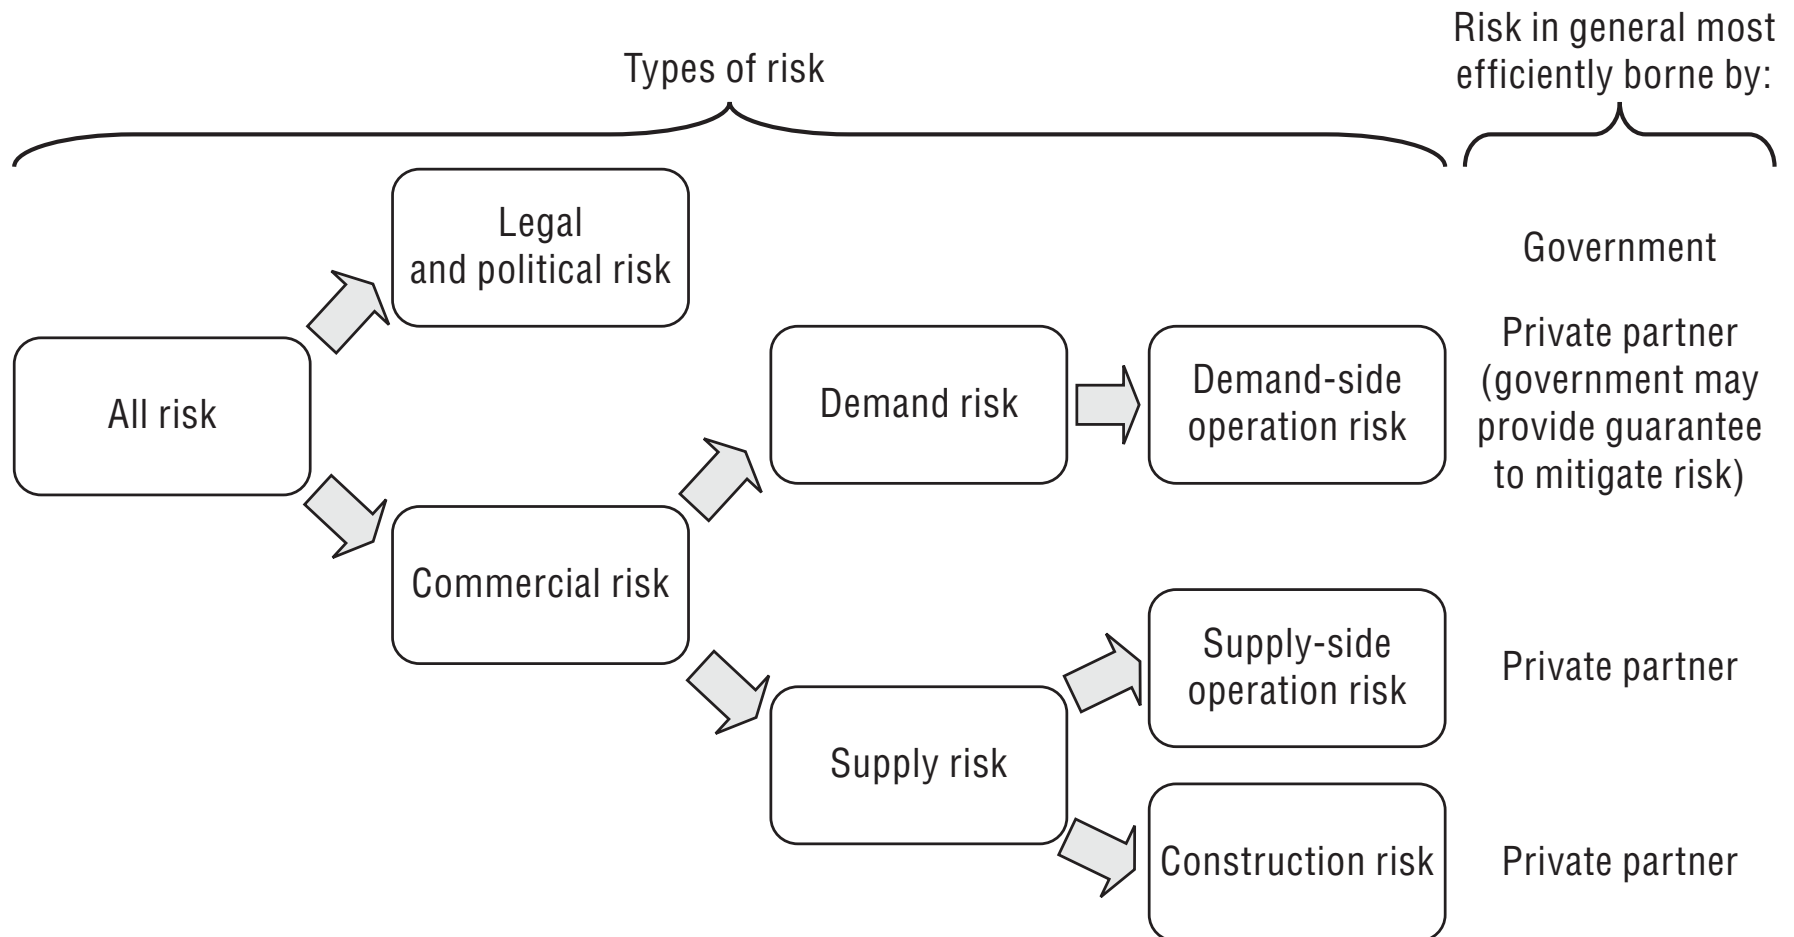 Types of risk
Risk in general most
efficiently borne by:
Legal
and political risk
Government
All risk
Demand risk
Demand-side
operation risk
Private partner
(government may
provide guarantee
to mitigate risk)
Commercial risk
Supply-side
operation risk
Private partner
Supply risk
Construction risk
Private partner